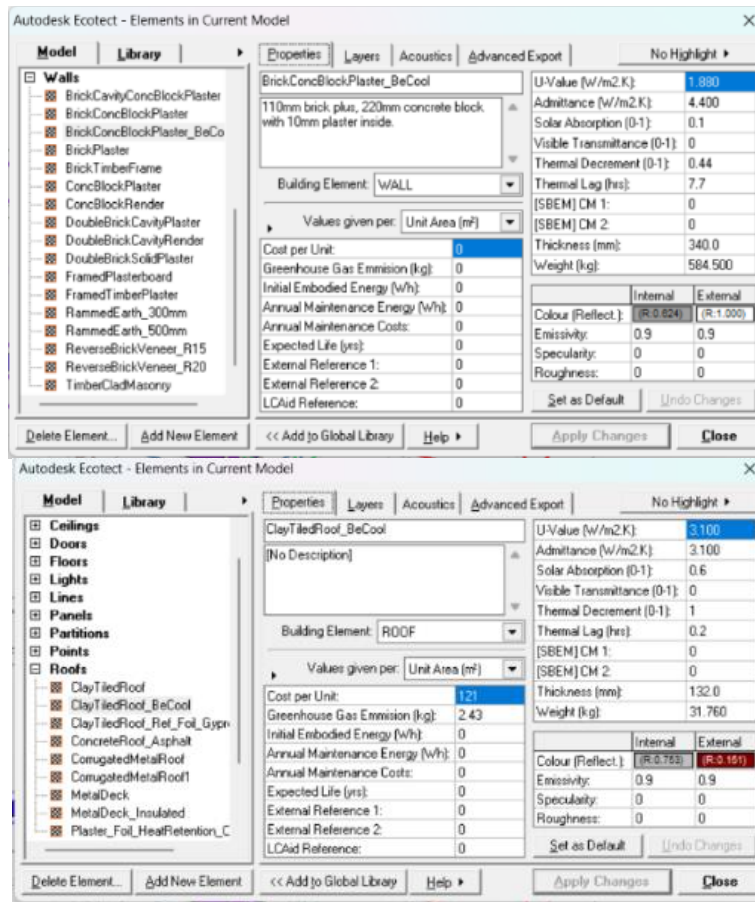 Autodesk Ecotect - Elements in Current Model
Model Library
Walls
BrickCavityConcBlockPlaster
BrickConcBlockPlaster
BrickConcBlockPlaster_BeCo
BrickPlaster
BrickTimberFrame
ConcBlockPlaster
ConcBlockRender
DoubleBrickCavityPlaster
DoubleBrickCavityRender
DoubleBrickSolidPlaster
FramedPlasterboard
FramedTimberPlaster
RammedEarth_300mm
RammedEarth_500mm
ReverseBrickVeneer_R15
ReverseBrickVeneer_R20
TimberCladMasonry
Properties Layers Acoustics Advanced Export No Highlight
BrickConcBlockPlaster_BeCool
110mm brick plus, 220mm concrete block
with 10mm plaster inside.
Building Element: WALL
Values given per: Unit Area (m²)
Cost per Unit: 0
Greenhouse Gas Emmision (kg): 0
Initial Embodied Energy (Wh): 0
Annual Maintenance Energy (Wh): 0
Annual Maintenance Costs: 0
Expected Life (yrs): 0
External Reference 1: 0
External Reference 2: 0
LCAid Reference: 0
U-Value (W/m2.K): 1.880
Admittance (W/m2.K): 4.400
Solar Absorption (0-1): 0.1
Visible Transmittance (0-1): 0
Thermal Decrement (0-1): 0.44
Thermal Lag (hrs): 7.7
[SBEM] CM 1: 0
[SBEM] CM 2: 0
Thickness (mm): 340.0
Weight (kg): 584.500
Internal External
Colour (Reflect.): (R:0.624) (R:1.000)
Emissivity: 0.9 0.9
Specularity: 0 0
Roughness: 0 0
Set as Default Undo Changes
Delete Element... Add New Element << Add to Global Library Help Apply Changes Close
Autodesk Ecotect - Elements in Current Model
Model Library
Ceilings
Doors
Floors
Lights
Lines
Panels
Partitions
Points
Roofs
ClayTiledRoof
ClayTiledRoof_BeCool
ClayTiledRoof_Ref_Foil_Gypr
ConcreteRoof_Asphalt
CorrugatedMetalRoof
CorrugatedMetalRoof1
MetalDeck
MetalDeck_Insulated
Plaster_Foil_HeatRetention_C
Properties Layers Acoustics Advanced Export No Highlight
ClayTiledRoof_BeCool
[No Description]
Building Element: ROOF
Values given per: Unit Area (m²)
Cost per Unit: 121
Greenhouse Gas Emmision (kg): 2.43
Initial Embodied Energy (Wh): 0
Annual Maintenance Energy (Wh): 0
Annual Maintenance Costs: 0
Expected Life (yrs): 0
External Reference 1: 0
External Reference 2: 0
LCAid Reference: 0
U-Value (W/m2.K): 3.100
Admittance (W/m2.K): 3.100
Solar Absorption (0-1): 0.6
Visible Transmittance (0-1): 0
Thermal Decrement (0-1): 1
Thermal Lag (hrs): 0.2
[SBEM] CM 1: 0
[SBEM] CM 2: 0
Thickness (mm): 132.0
Weight (kg): 31.760
Internal External
Colour (Reflect.): (R:0.753) (R:0.151)
Emissivity: 0.9 0.9
Specularity: 0 0
Roughness: 0 0
Set as Default Undo Changes
Delete Element... Add New Element << Add to Global Library Help Apply Changes Close